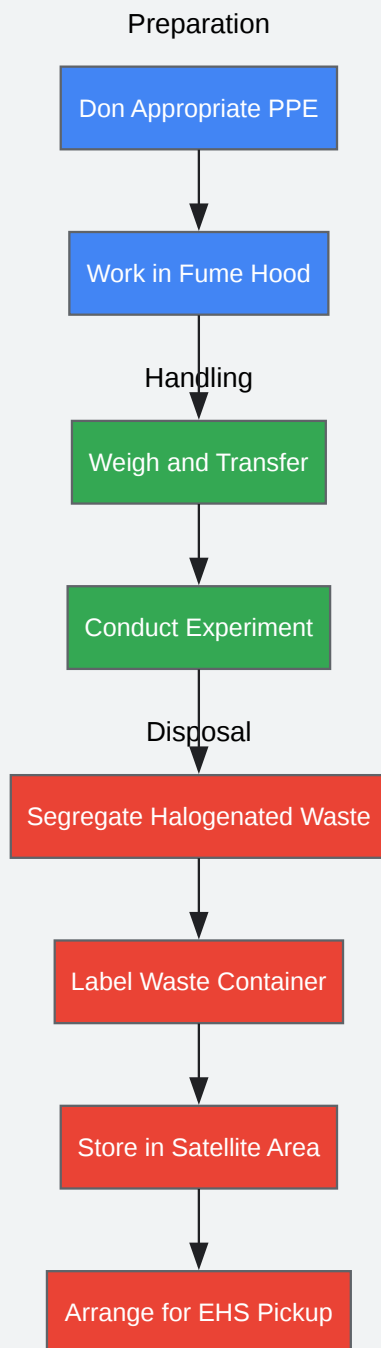 Preparation
Don Appropriate PPE
Work in Fume Hood
Handling
Weigh and Transfer
Conduct Experiment
Disposal
Segregate Halogenated Waste
Label Waste Container
Store in Satellite Area
Arrange for EHS Pickup